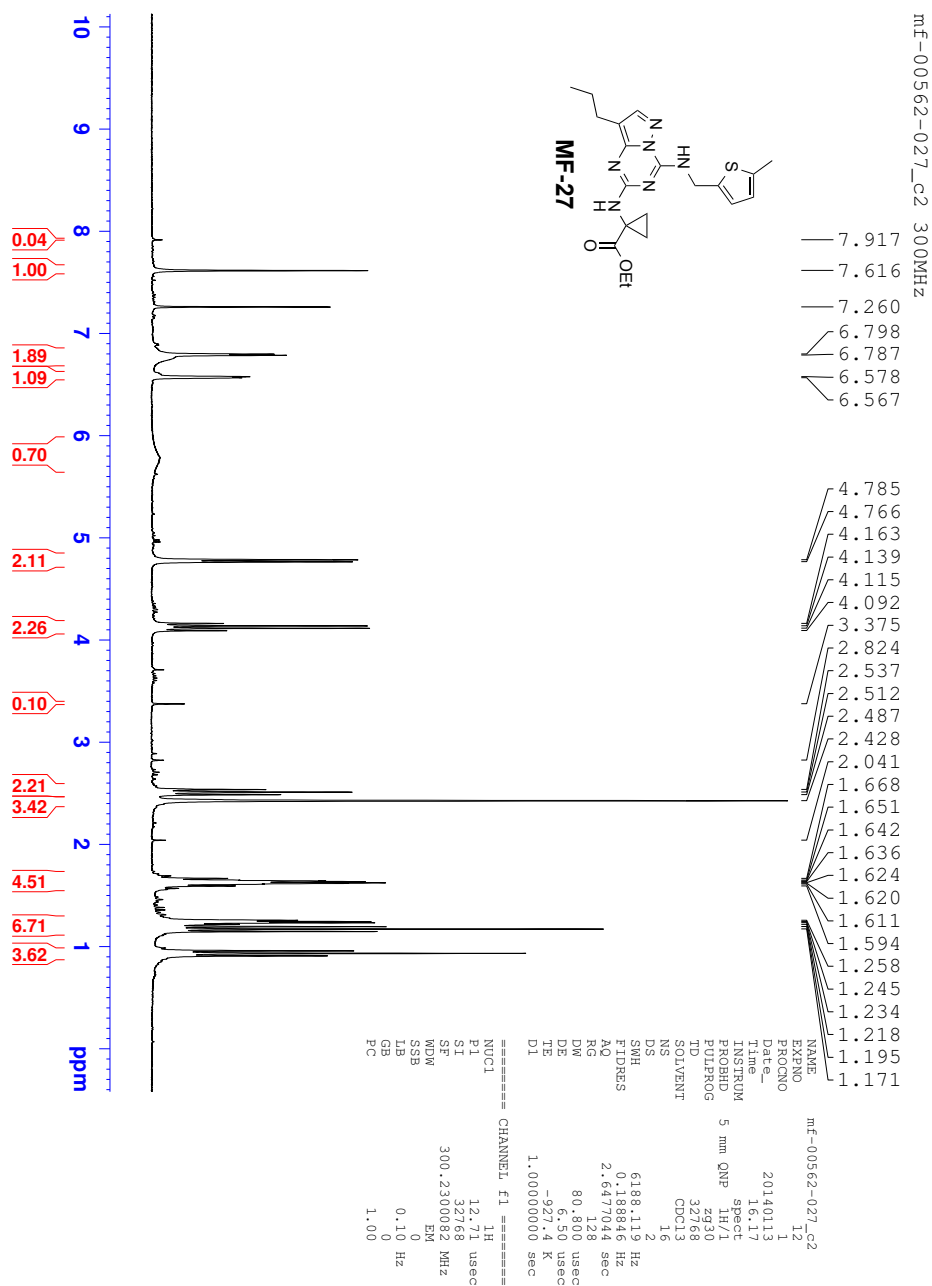 mf-00562-027_c2 300MHz
7.917
7.616
7.260
6.798
6.787
6.578
6.567
4.785
4.766
4.163
4.139
4.115
4.092
3.375
2.824
2.537
2.512
2.487
2.428
2.041
1.668
1.651
1.642
1.636
1.624
1.620
1.611
1.594
1.258
1.245
1.234
1.218
1.195
1.171
S
HN
N
N
N
N
N
N
H
O
OEt
MF-27
10 9 8 7 6 5 4 3 2 1 ppm
0.04
1.00
1.89
1.09
0.70
2.11
2.26
0.10
2.21
3.42
4.51
6.71
3.62
NAME mf-00562-027_c2
EXPNO 12
PROCNO 1
Date_ 20140113
Time 16.17
INSTRUM spect
PROBHD 5 mm QNP 1H/1
PULPROG zg30
TD 32768
SOLVENT CDCl3
NS 16
DS 2
SWH 6188.119 Hz
FIDRES 0.188846 Hz
AQ 2.6477044 sec
RG 128
DW 80.800 usec
DE 6.50 usec
TE -927.4 K
D1 1.00000000 sec
======== CHANNEL f1 ========
NUC1 1H
P1 12.71 usec
SI 32768
SF 300.2300082 MHz
WDW EM
SSB 0
LB 0.10 Hz
GB 0
PC 1.00